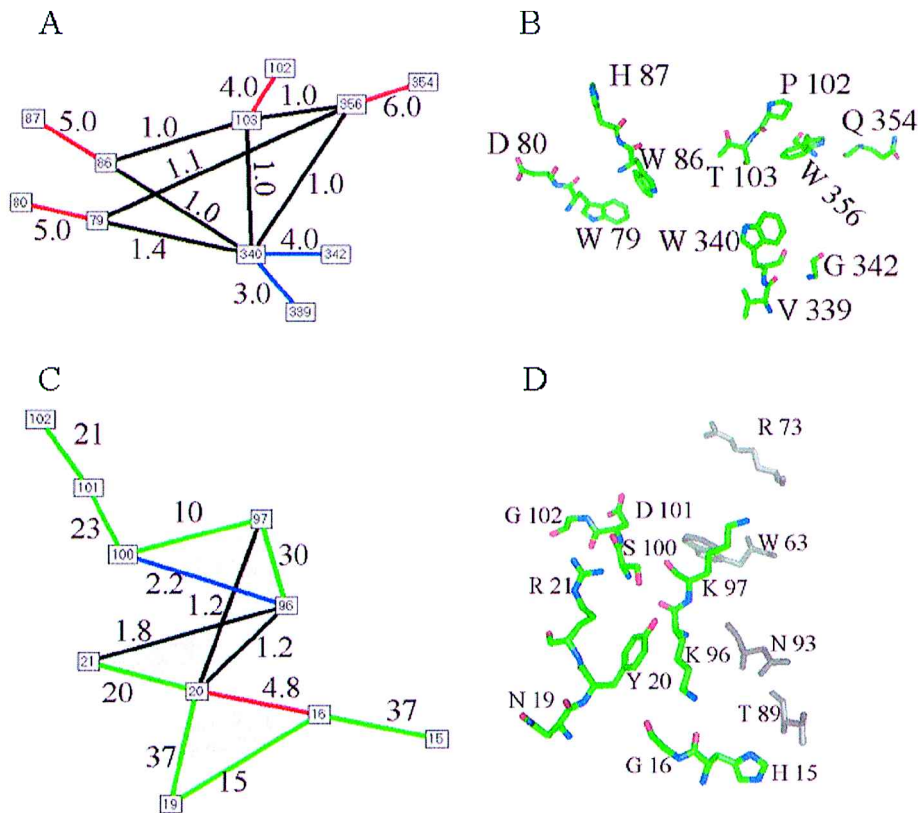 A
B
102
354
4.0
1.0
356
6.0
87
5.0
103
1.0
86
1.1
1.0
1.0
80
79
1.0
5.0
1.4
340
4.0
342
3.0
339
H 87
P 102
Q 354
D 80
W 86
T 103
W 356
W 79
W 340
G 342
V 339
C
D
102
21
101
23
10
97
100
30
2.2
1.2
96
1.8
1.2
21
20
20
4.8
16
37
15
37
15
19
R 73
G 102
D 101
S 100
W 63
R 21
K 97
N 93
K 96
Y 20
N 19
T 89
G 16
H 15